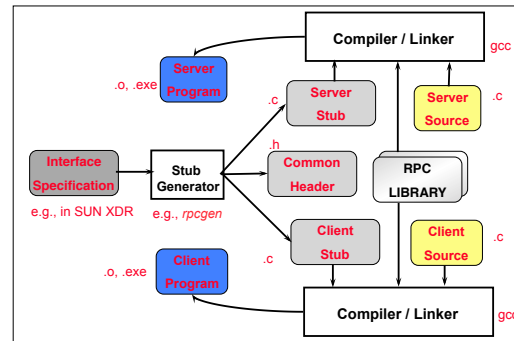 Compiler / Linker
gcc
Server
Program
.o, .exe
.c
Server
Stub
Server
Source
.c
.h
Interface
Specification
e.g., in SUN XDR
Stub
Generator
e.g., rpcgen
Common
Header
RPC
LIBRARY
Client
Program
.o, .exe
.c
Client
Stub
Client
Source
.c
Compiler / Linker
gcc